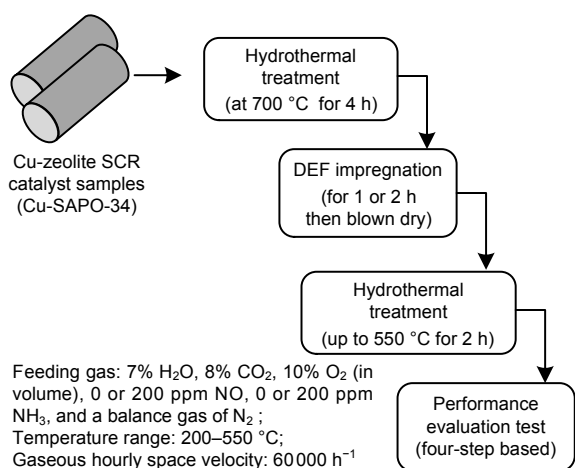 Hydrothermal
treatment
(at 700 °C for 4 h)
Cu-zeolite SCR
catalyst samples
(Cu-SAPO-34)
DEF impregnation
(for 1 or 2 h
then blown dry)
Hydrothermal
treatment
(up to 550 °C for 2 h)
Feeding gas: 7% H₂O, 8% CO₂, 10% O₂ (in
volume), 0 or 200 ppm NO, 0 or 200 ppm
NH₃, and a balance gas of N₂ ;
Temperature range: 200–550 °C;
Gaseous hourly space velocity: 60 000 h⁻¹
Performance
evaluation test
(four-step based)